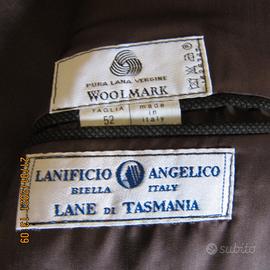 PURA LANA VERGINE
WOOLMARK
TAGLIA
52
made in
Italy
LANIFICIO ANGELICO
BIELLA ITALY
LANE DI TASMANIA
subito